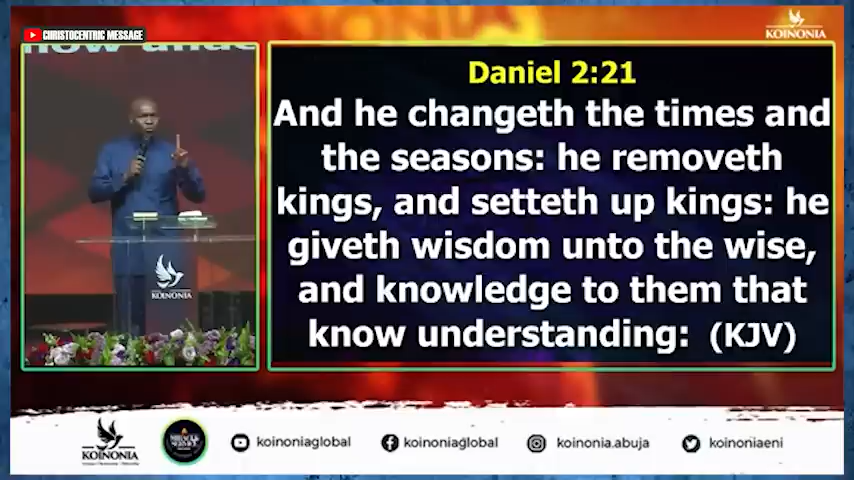 CHRISTOCENTRIC MESSAGE
KOINONIA
Daniel 2:21
And he changeth the times and
the seasons: he removeth
kings, and setteth up kings: he
giveth wisdom unto the wise,
and knowledge to them that
know understanding: (KJV)
KOINONIA
KOINONIA
MIRACLE
SERVICE
koinoniaglobal
koinoniaglobal
koinonia.abuja
koinoniaeni